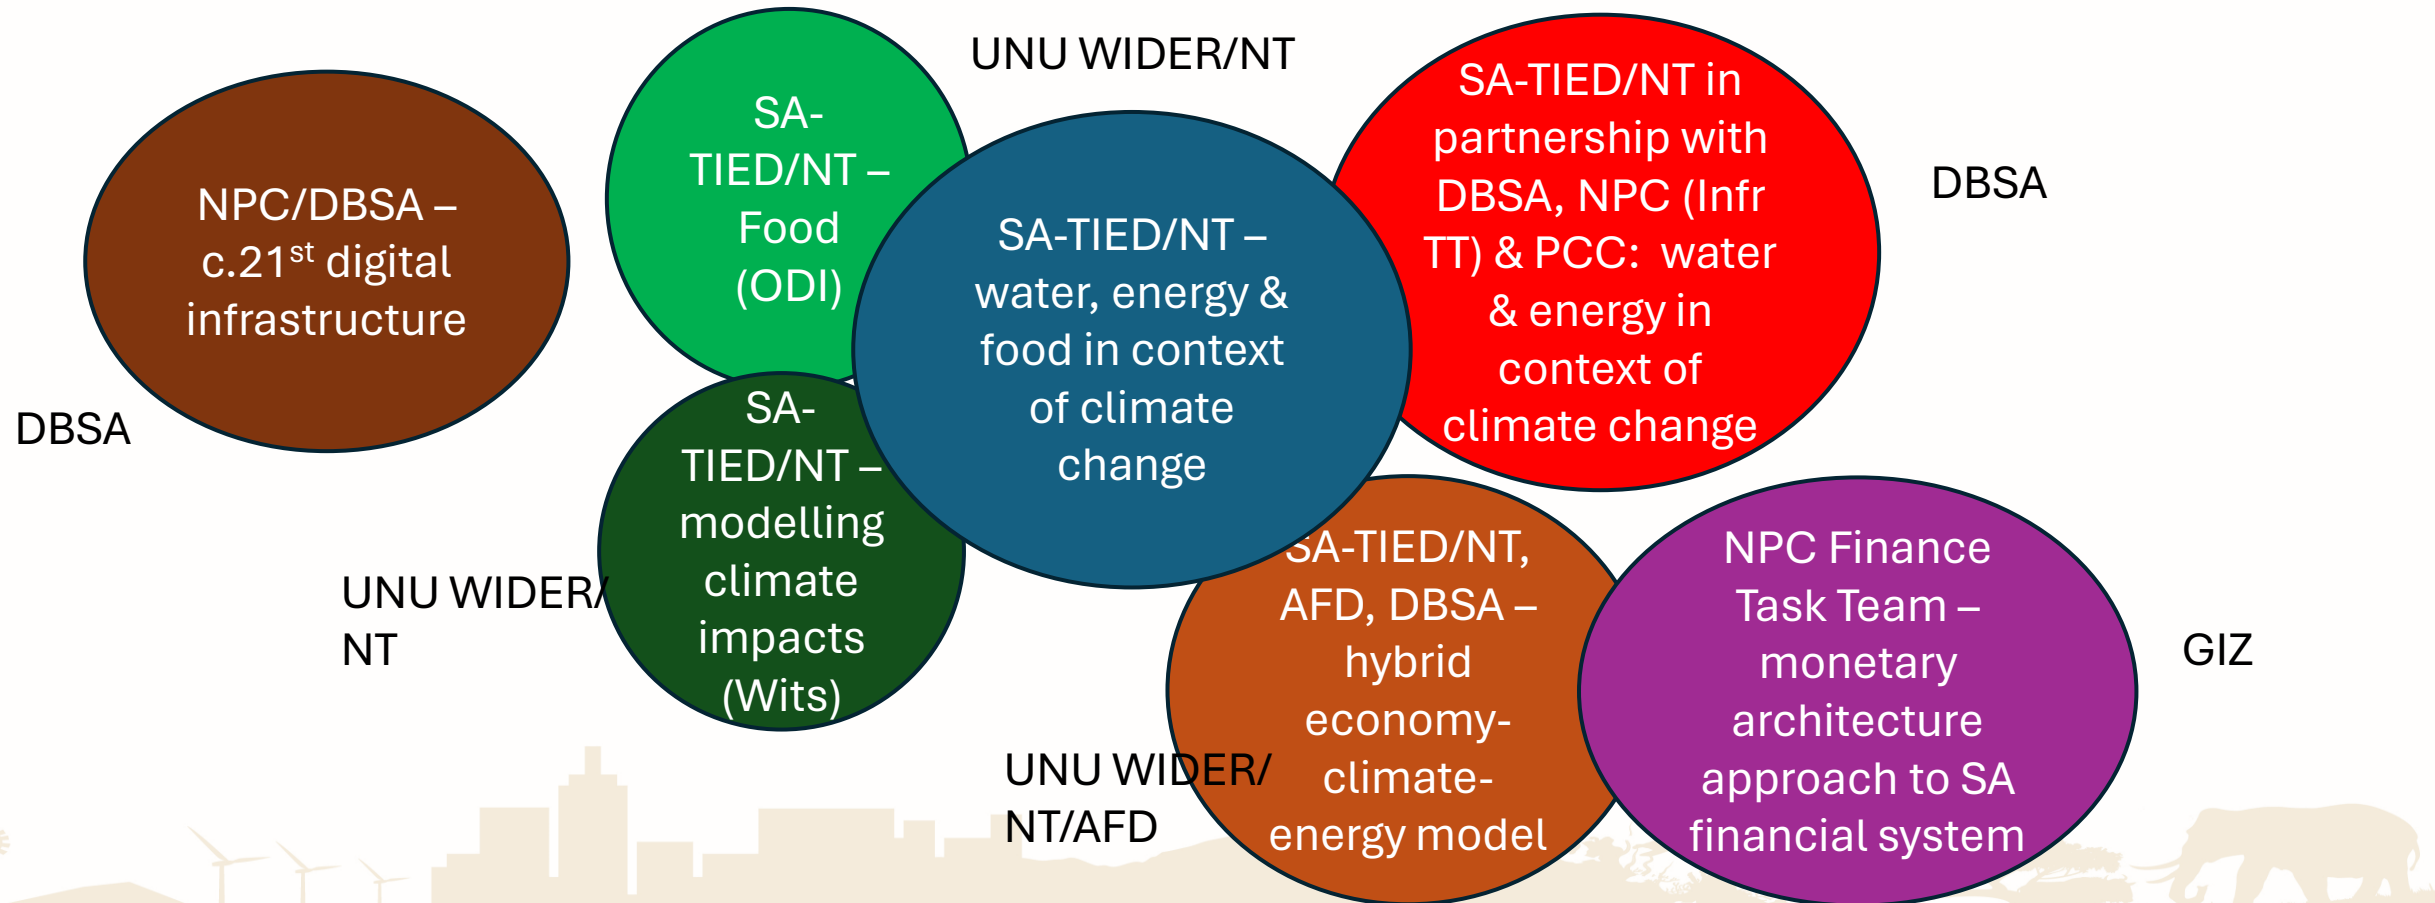 NPC/DBSA –
c.21st digital
infrastructure
DBSA
SA-
TIED/NT –
Food
(ODI)
UNU WIDER/NT
SA-TIED/NT –
water, energy &
food in context
of climate
change
SA-TIED/NT in
partnership with
DBSA, NPC (Infr
TT) & PCC: water
& energy in
context of
climate change
DBSA
SA-
TIED/NT –
modelling
climate
impacts
(Wits)
UNU WIDER/
NT
SA-TIED/NT,
AFD, DBSA –
hybrid
economy-
climate-
energy model
UNU WIDER/
NT/AFD
NPC Finance
Task Team –
monetary
architecture
approach to SA
financial system
GIZ